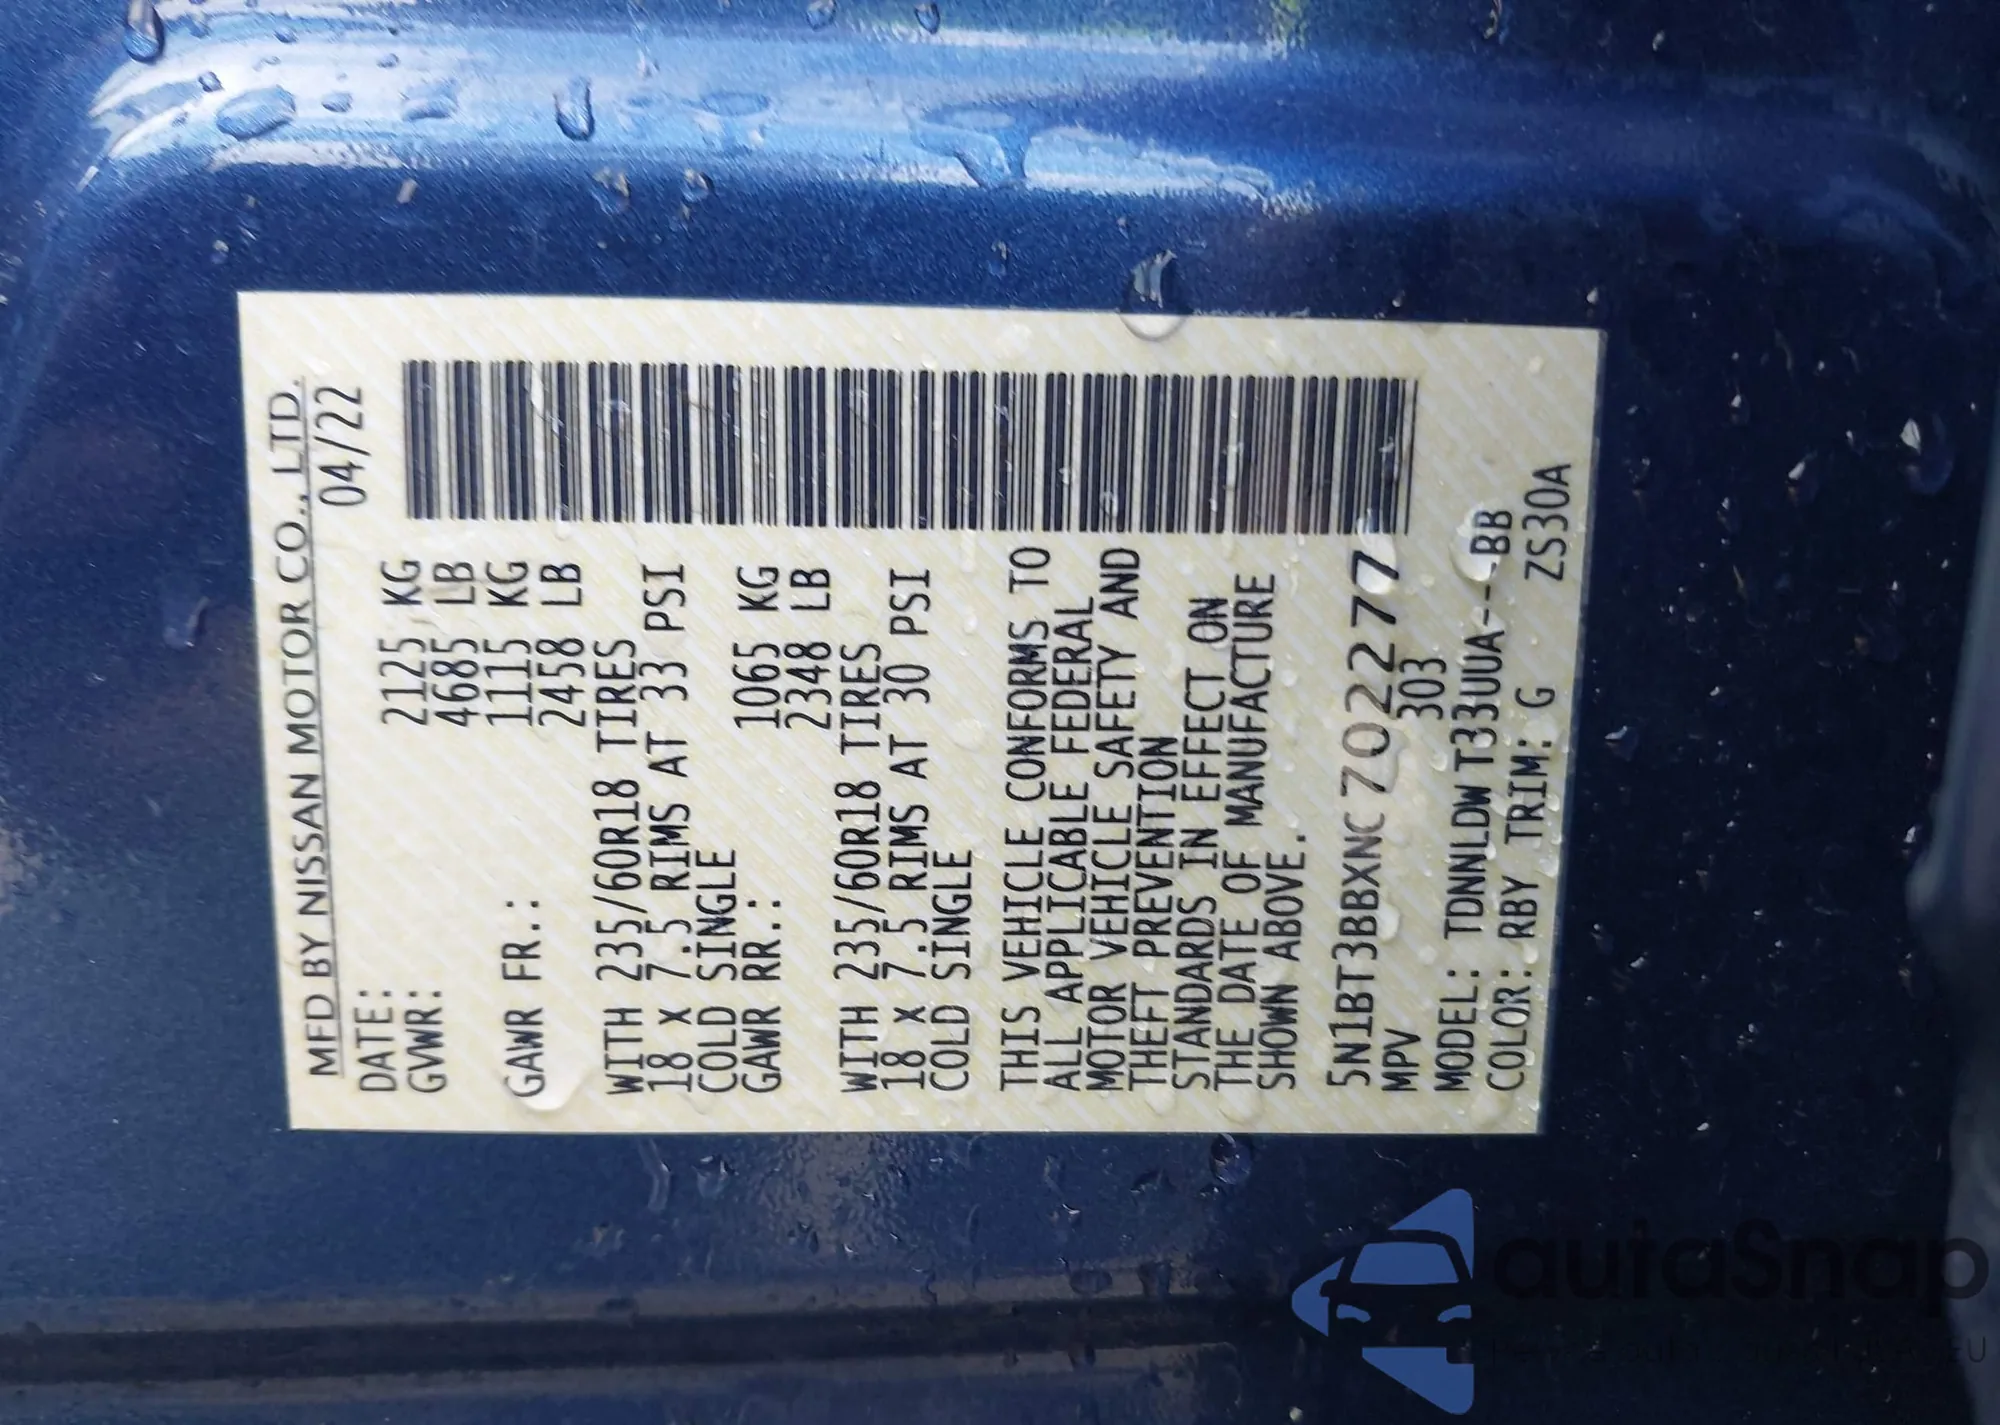 MFD BY NISSAN MOTOR CO., LTD.
DATE: 04/22
GVWR: 2125 KG
4685 LB
GAWR FR.: 1115 KG
2458 LB
WITH 235/60R18 TIRES
18 X 7.5 RIMS AT 33 PSI
COLD SINGLE
GAWR RR.: 1065 KG
2348 LB
WITH 235/60R18 TIRES
18 X 7.5 RIMS AT 30 PSI
COLD SINGLE
THIS VEHICLE CONFORMS TO
ALL APPLICABLE FEDERAL
MOTOR VEHICLE SAFETY AND
THEFT PREVENTION
STANDARDS IN EFFECT ON
THE DATE OF MANUFACTURE
SHOWN ABOVE.
5N1BT3BBXNC702277
MPV 303
MODEL: TDNNLDW T33UUA--BB
COLOR: RBY TRIM: G ZS30A
autaSnap